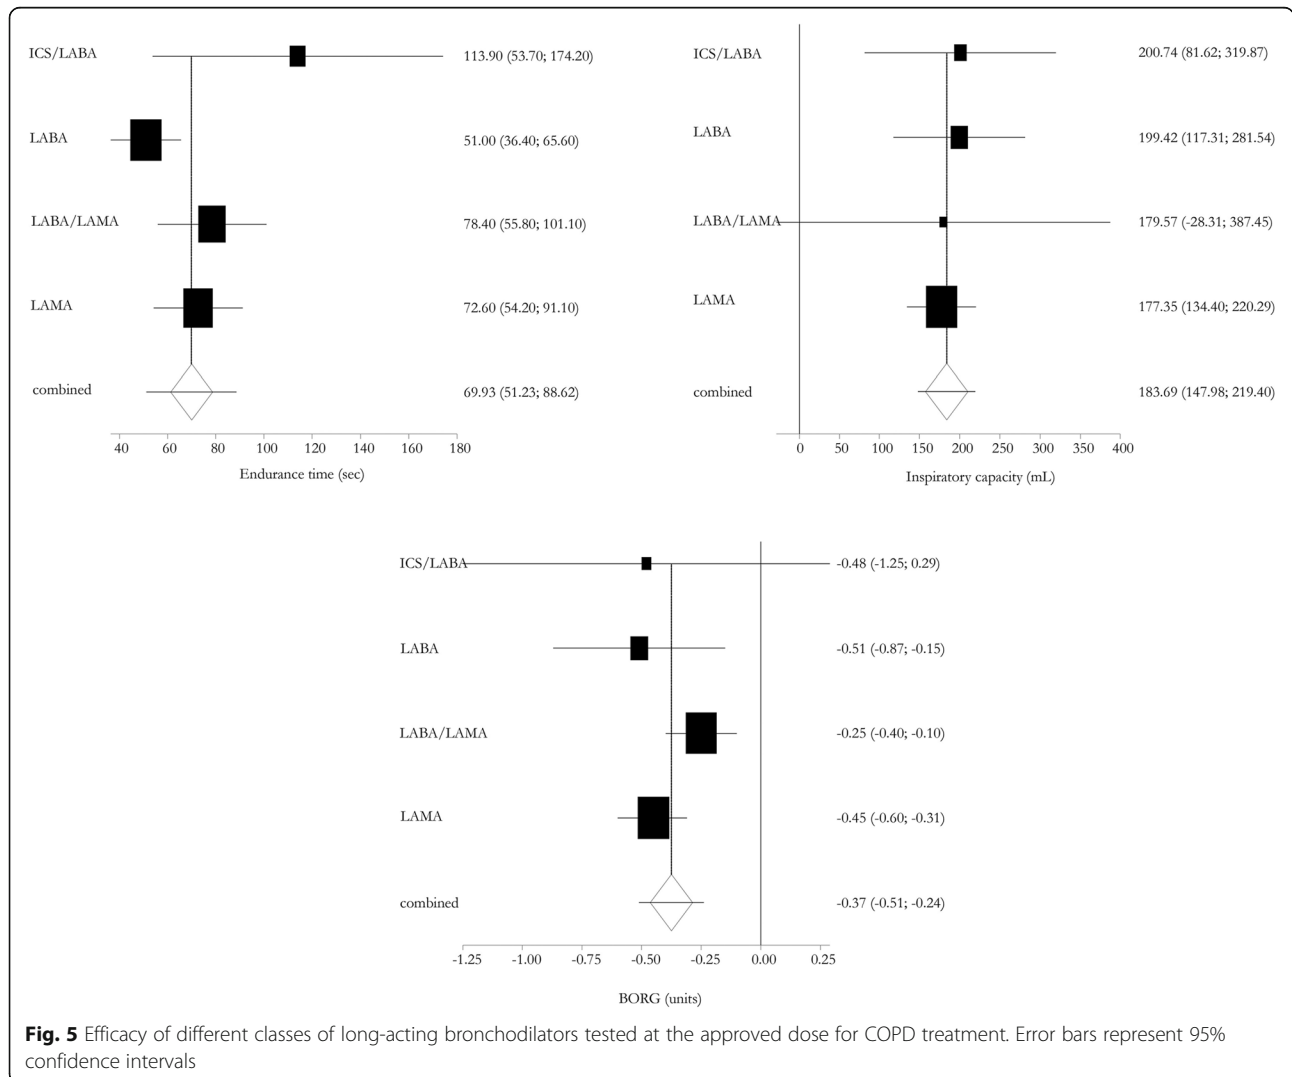 ICS/LABA 113.90 (53.70; 174.20)
LABA 51.00 (36.40; 65.60)
LABA/LAMA 78.40 (55.80; 101.10)
LAMA 72.60 (54.20; 91.10)
combined 69.93 (51.23; 88.62)
40 60 80 100 120 140 160 180
Endurance time (sec)
ICS/LABA 200.74 (81.62; 319.87)
LABA 199.42 (117.31; 281.54)
LABA/LAMA 179.57 (-28.31; 387.45)
LAMA 177.35 (134.40; 220.29)
combined 183.69 (147.98; 219.40)
0 50 100 150 200 250 300 350 400
Inspiratory capacity (mL)
ICS/LABA -0.48 (-1.25; 0.29)
LABA -0.51 (-0.87; -0.15)
LABA/LAMA -0.25 (-0.40; -0.10)
LAMA -0.45 (-0.60; -0.31)
combined -0.37 (-0.51; -0.24)
-1.25 -1.00 -0.75 -0.50 -0.25 0.00 0.25
BORG (units)
Fig. 5 Efficacy of different classes of long-acting bronchodilators tested at the approved dose for COPD treatment. Error bars represent 95%
confidence intervals